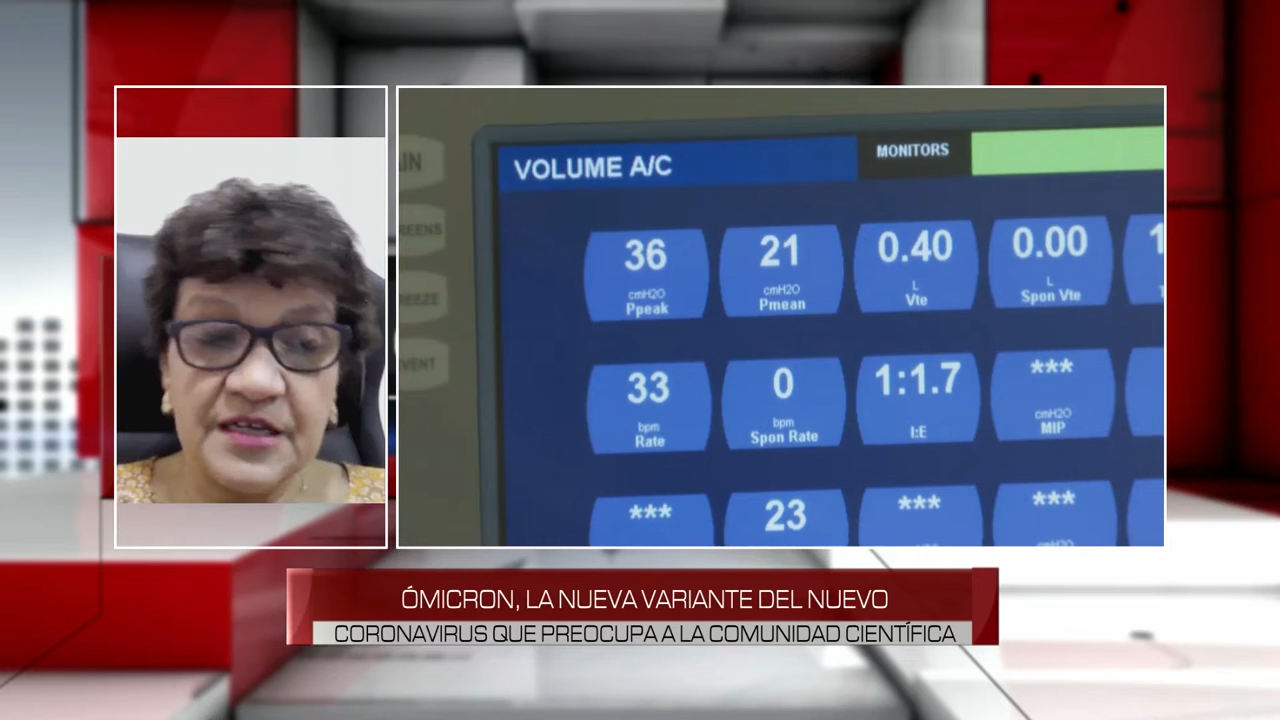 VOLUME A/C
MONITORS
36
cmH2O
Ppeak
21
cmH2O
Pmean
0.40
L
Vte
0.00
L
Spon Vte
33
bpm
Rate
0
bpm
Spon Rate
1:1.7
I:E
***
cmH2O
MIP
***
23
***
***
ÓMICRON, LA NUEVA VARIANTE DEL NUEVO
CORONAVIRUS QUE PREOCUPA A LA COMUNIDAD CIENTÍFICA